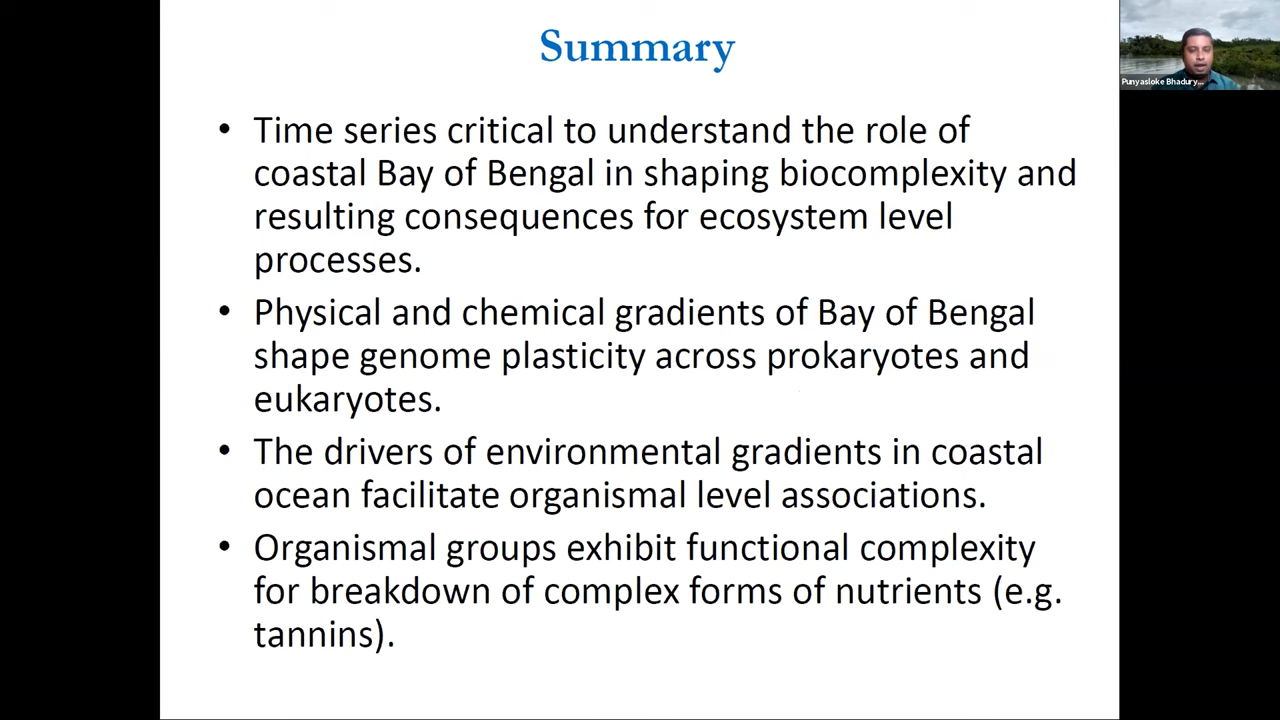 Summary
Punyasloke Bhadury...
• Time series critical to understand the role of
coastal Bay of Bengal in shaping biocomplexity and
resulting consequences for ecosystem level
processes.
• Physical and chemical gradients of Bay of Bengal
shape genome plasticity across prokaryotes and
eukaryotes.
• The drivers of environmental gradients in coastal
ocean facilitate organismal level associations.
• Organismal groups exhibit functional complexity
for breakdown of complex forms of nutrients (e.g.
tannins).